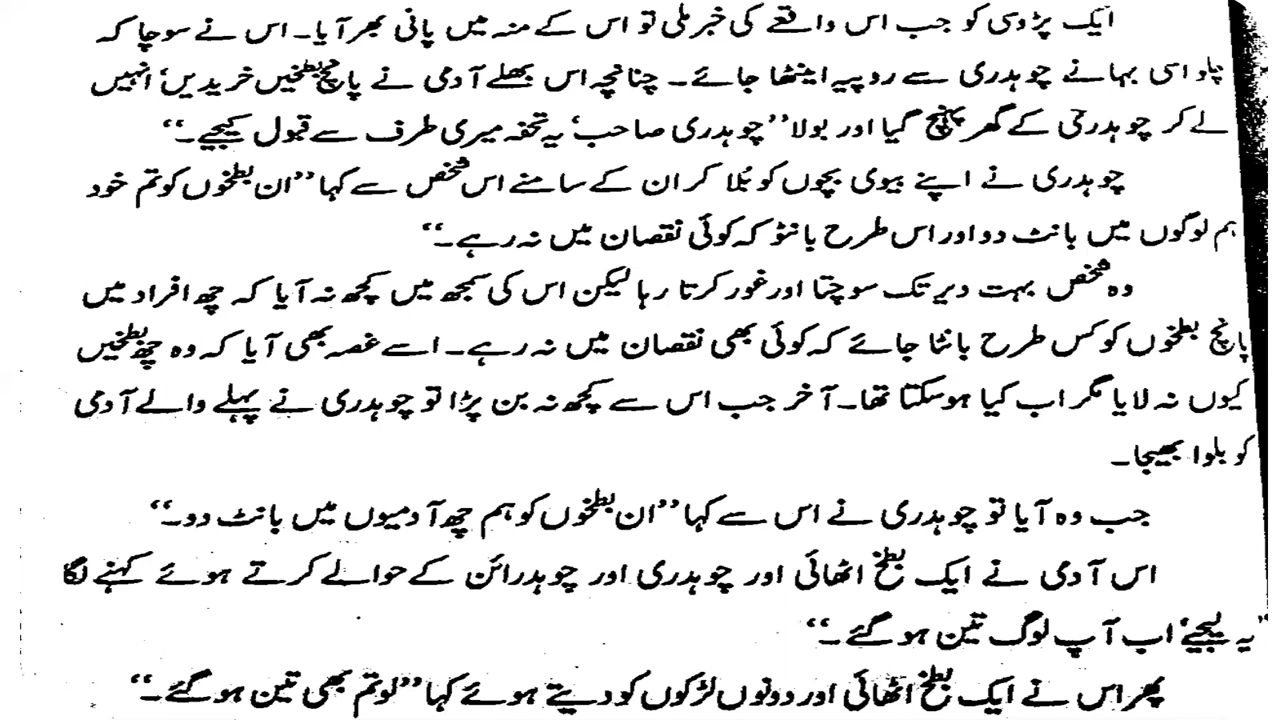 ایک پڑوسی کو جب اس واقعے کی خبر ملی تو اس کے منہ میں پانی بھر آیا۔ اس نے سوچا کہ
چلو اسی بہانے چوہدری سے روپیہ اینٹھا جائے۔ چنانچہ اس بھلے آدمی نے پانچ بطخیں خریدیں، انہیں
لے کر چوہدری کے گھر پہنچ گیا اور بولا ”چوہدری صاحب، یہ تحفہ میری طرف سے قبول کیجیے۔“
چوہدری نے اپنے بیوی بچوں کو بُلا کر ان کے سامنے اس شخص سے کہا ”ان بطخوں کو تم خود
ہم لوگوں میں بانٹ دو اور اس طرح بانٹو کہ کوئی نقصان میں نہ رہے۔“
وہ شخص بہت دیر تک سوچتا اور غور کرتا رہا لیکن اس کی سمجھ میں کچھ نہ آیا کہ چھ افراد میں
پانچ بطخوں کو کس طرح بانٹا جائے کہ کوئی بھی نقصان میں نہ رہے۔ اسے غصہ بھی آیا کہ وہ چھ بطخیں
کیوں نہ لایا مگر اب کیا ہو سکتا تھا۔ آخر جب اس سے کچھ نہ بن پڑا تو چوہدری نے پہلے والے آدمی
کو بلوا بھیجا۔
جب وہ آیا تو چوہدری نے اس سے کہا ”ان بطخوں کو ہم چھ آدمیوں میں بانٹ دو۔“
اس آدمی نے ایک بطخ اٹھائی اور چوہدری اور چوہدرائن کے حوالے کرتے ہوئے کہنے لگا
”یہ لیجیے، اب آپ لوگ تین ہو گئے۔“
پھر اس نے ایک بطخ اٹھائی اور دونوں لڑکوں کو دیتے ہوئے کہا ”لو تم بھی تین ہو گئے۔“